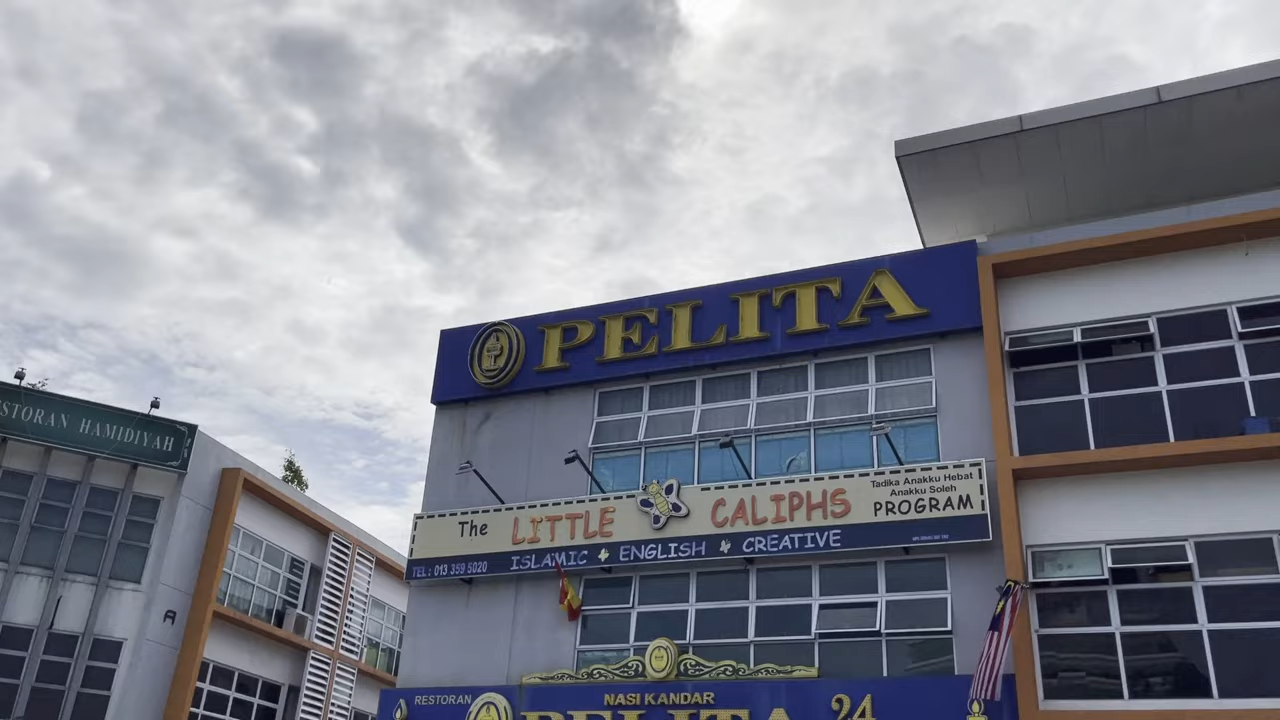 STORAN HAMIDIYAH
PELITA
The LITTLE CALIPHS
Tadika Anakku Hebat
Anakku Soleh
PROGRAM
TEL : 013 359 5020
ISLAMIC ENGLISH CREATIVE
RESTORAN
NASI KANDAR
PELITA
24